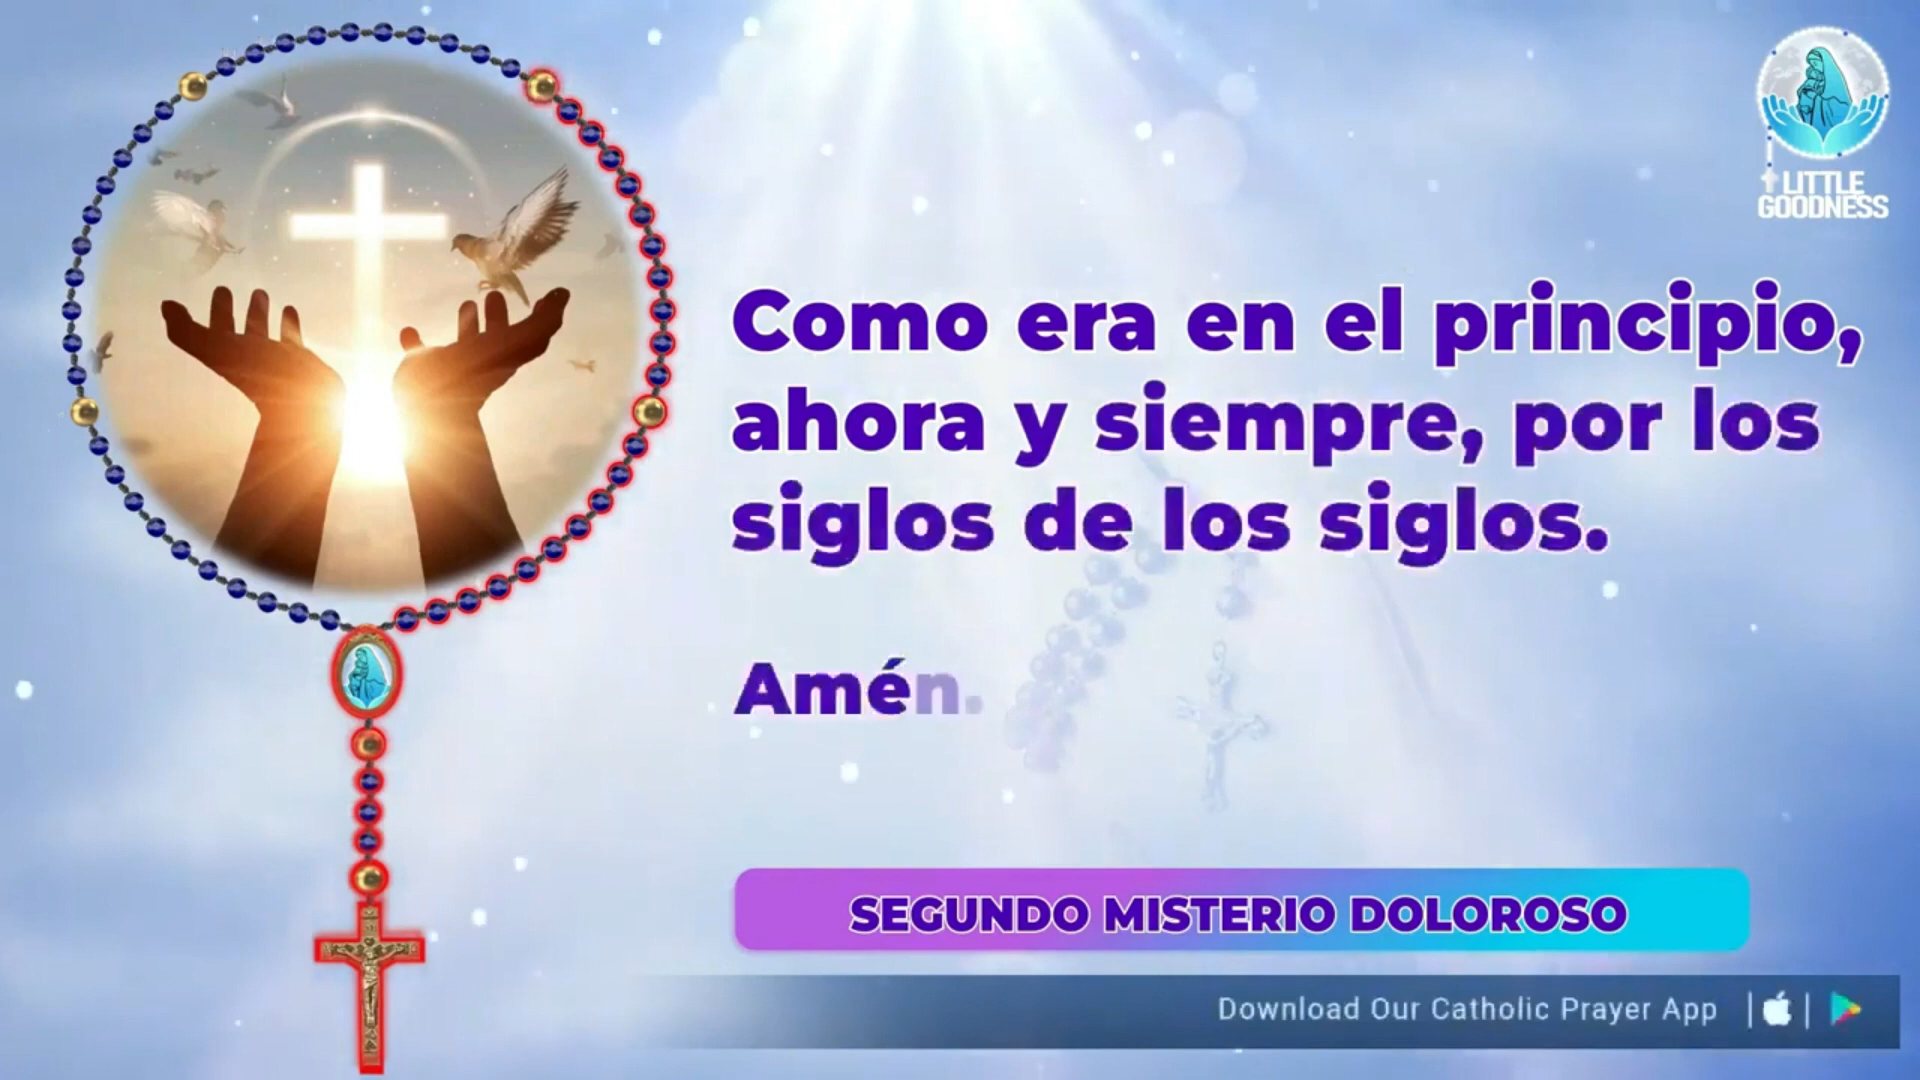 LITTLE
GOODNESS
Como era en el principio,
ahora y siempre, por los
siglos de los siglos.
Amén.
SEGUNDO MISTERIO DOLOROSO
Download Our Catholic Prayer App